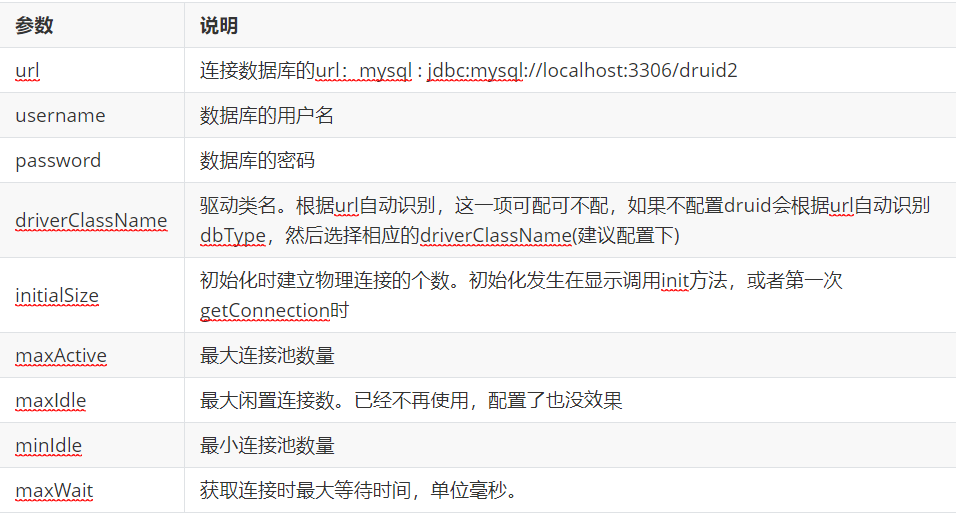 参数 说明
url 连接数据库的url：mysql : jdbc:mysql://localhost:3306/druid2
username 数据库的用户名
password 数据库的密码
driverClassName 驱动类名。根据url自动识别，这一项可配可不配，如果不配置druid会根据url自动识别
dbType，然后选择相应的driverClassName(建议配置下)
initialSize 初始化时建立物理连接的个数。初始化发生在显示调用init方法，或者第一次
getConnection时
maxActive 最大连接池数量
maxIdle 最大闲置连接数。已经不再使用，配置了也没效果
minIdle 最小连接池数量
maxWait 获取连接时最大等待时间，单位毫秒。